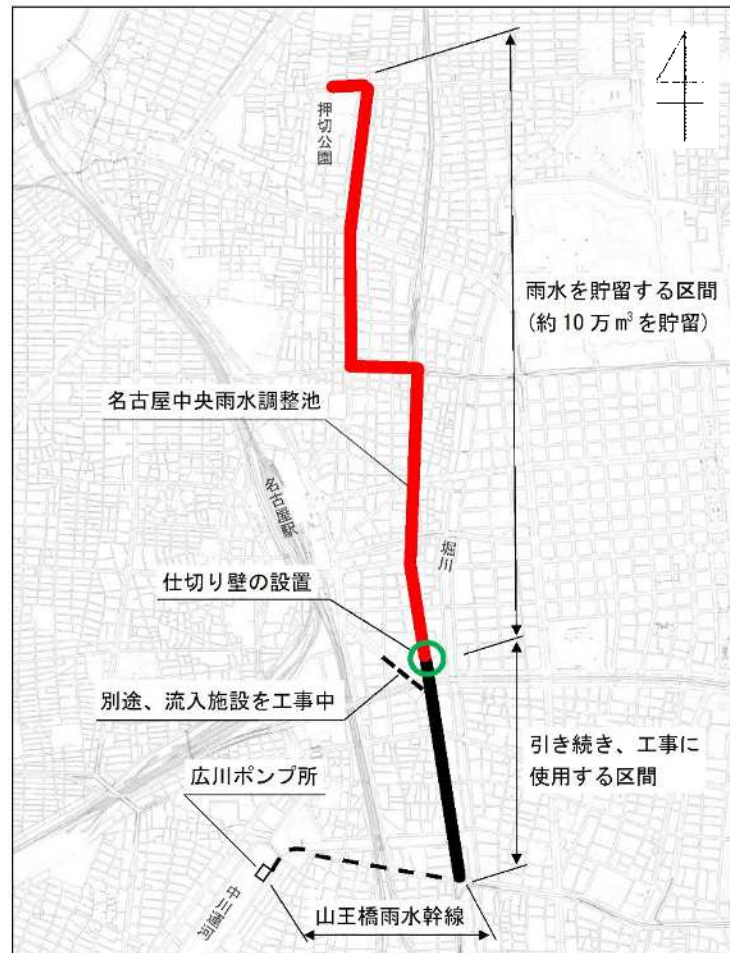 押切公園
雨水を貯留する区間
(約 10 万㎥を貯留)
名古屋中央雨水調整池
名古屋駅
堀川
仕切り壁の設置
別途、流入施設を工事中
引き続き、工事に
使用する区間
広川ポンプ所
中川運河
山王橋雨水幹線